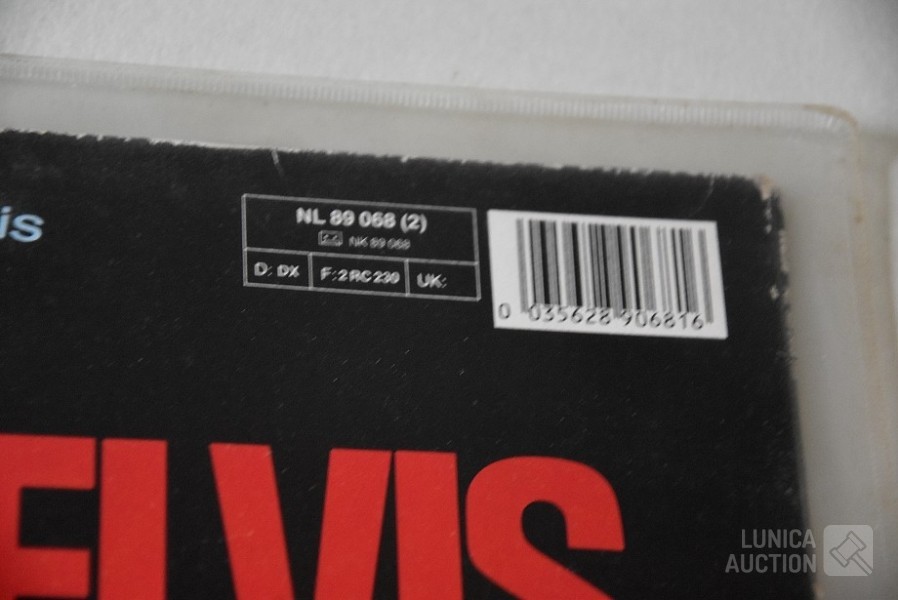 is
NL 89 068 (2)
NK 89 068
D: DX F: 2 RC 239 UK:
0 035628 906816
ELVIS
LUNICA
AUCTION